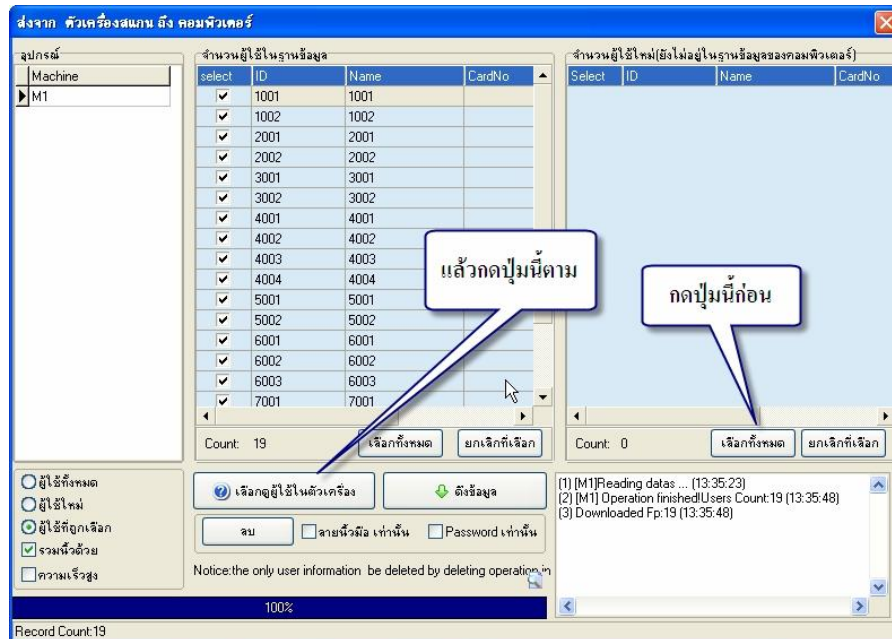 ส่งจาก ตัวเครื่องสแกน ถึง คอมพิวเตอร์
อุปกรณ์
Machine
M1
จำนวนผู้ใช้ในฐานข้อมูล
select ID Name CardNo
1001 1001
1002 1002
2001 2001
2002 2002
3001 3001
3002 3002
4001 4001
4002 4002
4003 4003
4004 4004
5001 5001
5002 5002
6001 6001
6002 6002
6003 6003
7001 7001
Count: 19 เลือกทั้งหมด ยกเลิกที่เลือก
จำนวนผู้ใช้ใหม่(ยังไม่อยู่ในฐานข้อมูลของคอมพิวเตอร์)
Select ID Name CardNo
แล้วกดปุ่มนี้ตาม
กดปุ่มนี้ก่อน
Count: 0 เลือกทั้งหมด ยกเลิกที่เลือก
ผู้ใช้ทั้งหมด
ผู้ใช้ใหม่
ผู้ใช้ที่ถูกเลือก
รวมนิ้วด้วย
ความเร็วสูง
เลือกดูผู้ใช้ในตัวเครื่อง ดึงข้อมูล
ลบ ลายนิ้วมือ เท่านั้น Password เท่านั้น
Notice:the only user information be deleted by deleting operation in
(1) [M1]Reading datas ... (13:35:23)
(2) [M1] Operation finished!Users Count:19 (13:35:48)
(3) Downloaded Fp:19 (13:35:48)
100%
Record Count:19